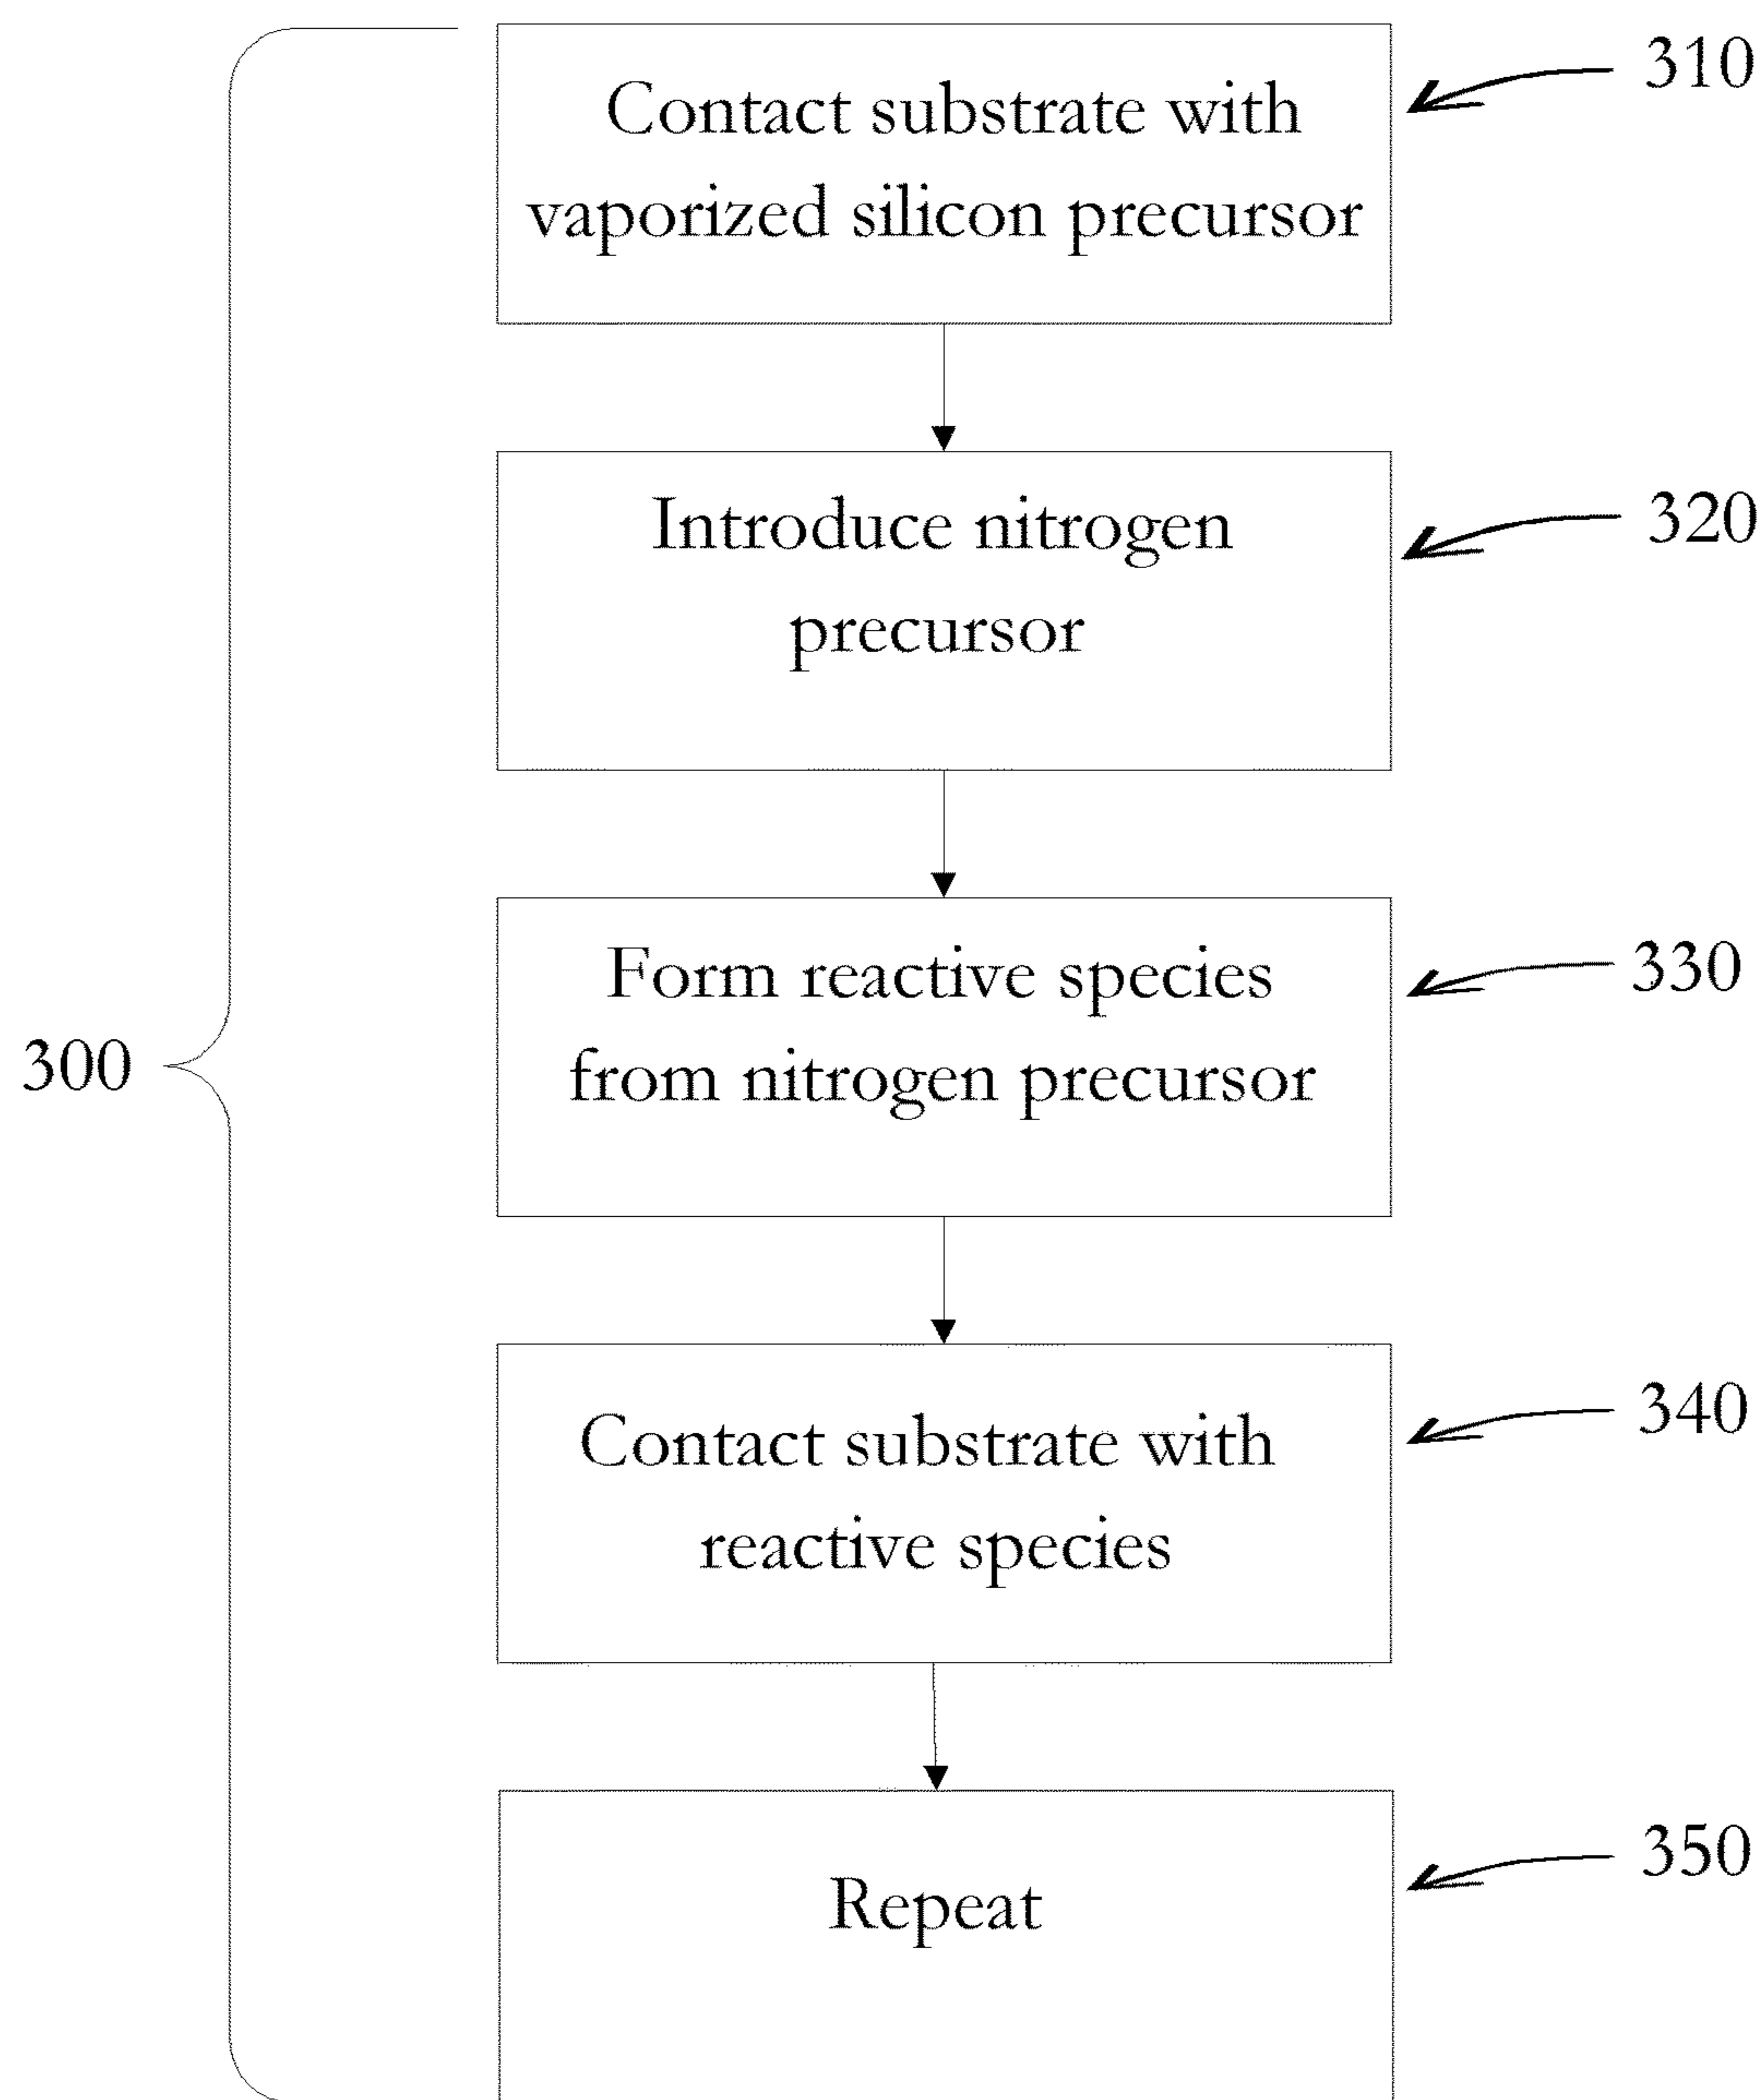 Contact substrate with
vaporized silicon precursor
310
Introduce nitrogen
precursor
320
Form reactive species
from nitrogen precursor
330
300
Contact substrate with
reactive species
340
Repeat
350